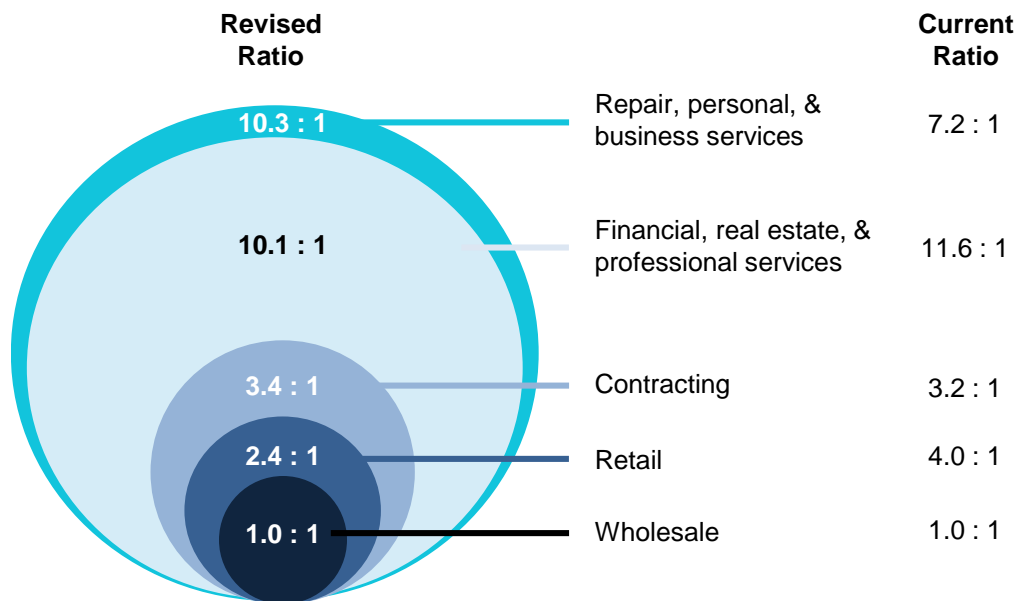 Revised
Ratio
Current
Ratio
10.3 : 1
Repair, personal, &
business services
7.2 : 1
10.1 : 1
Financial, real estate, &
professional services
11.6 : 1
3.4 : 1
Contracting
3.2 : 1
2.4 : 1
Retail
4.0 : 1
1.0 : 1
Wholesale
1.0 : 1